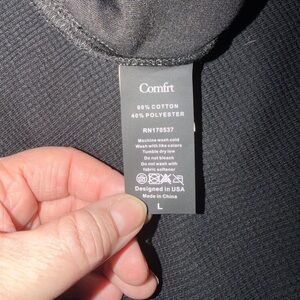 Comfrt
60% COTTON
40% POLYESTER
RN170537
Machine wash cold
Wash with like colors
Tumble dry low
Do not bleach
Do not wash with
fabric softener
Designed in USA
Made in China
L